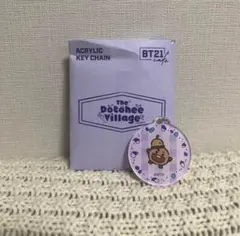 ACRYLIC
KEY CHAIN
BT21
cafe
The
Dotohee
Village